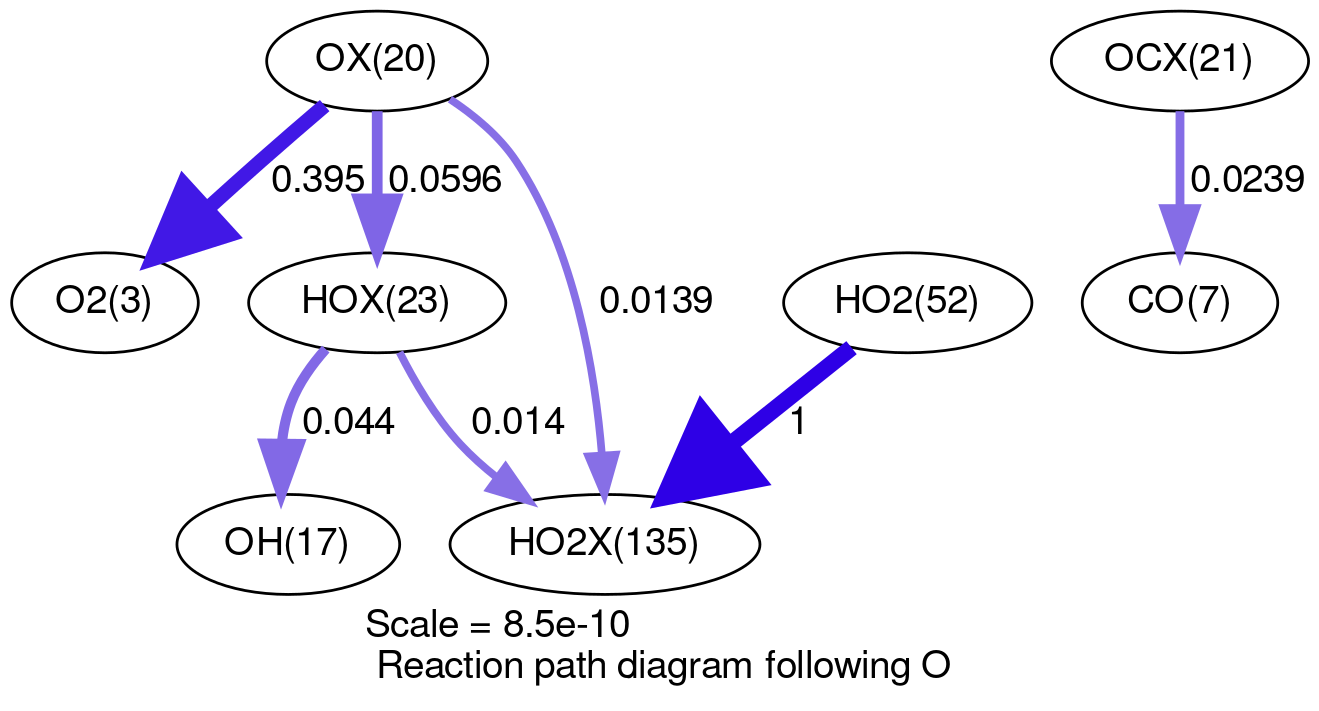 OX(20)
OCX(21)
0.395
0.0596
0.0239
O2(3)
HOX(23)
0.0139
HO2(52)
CO(7)
0.044
0.014
1
OH(17)
HO2X(135)
Scale = 8.5e-10
Reaction path diagram following O